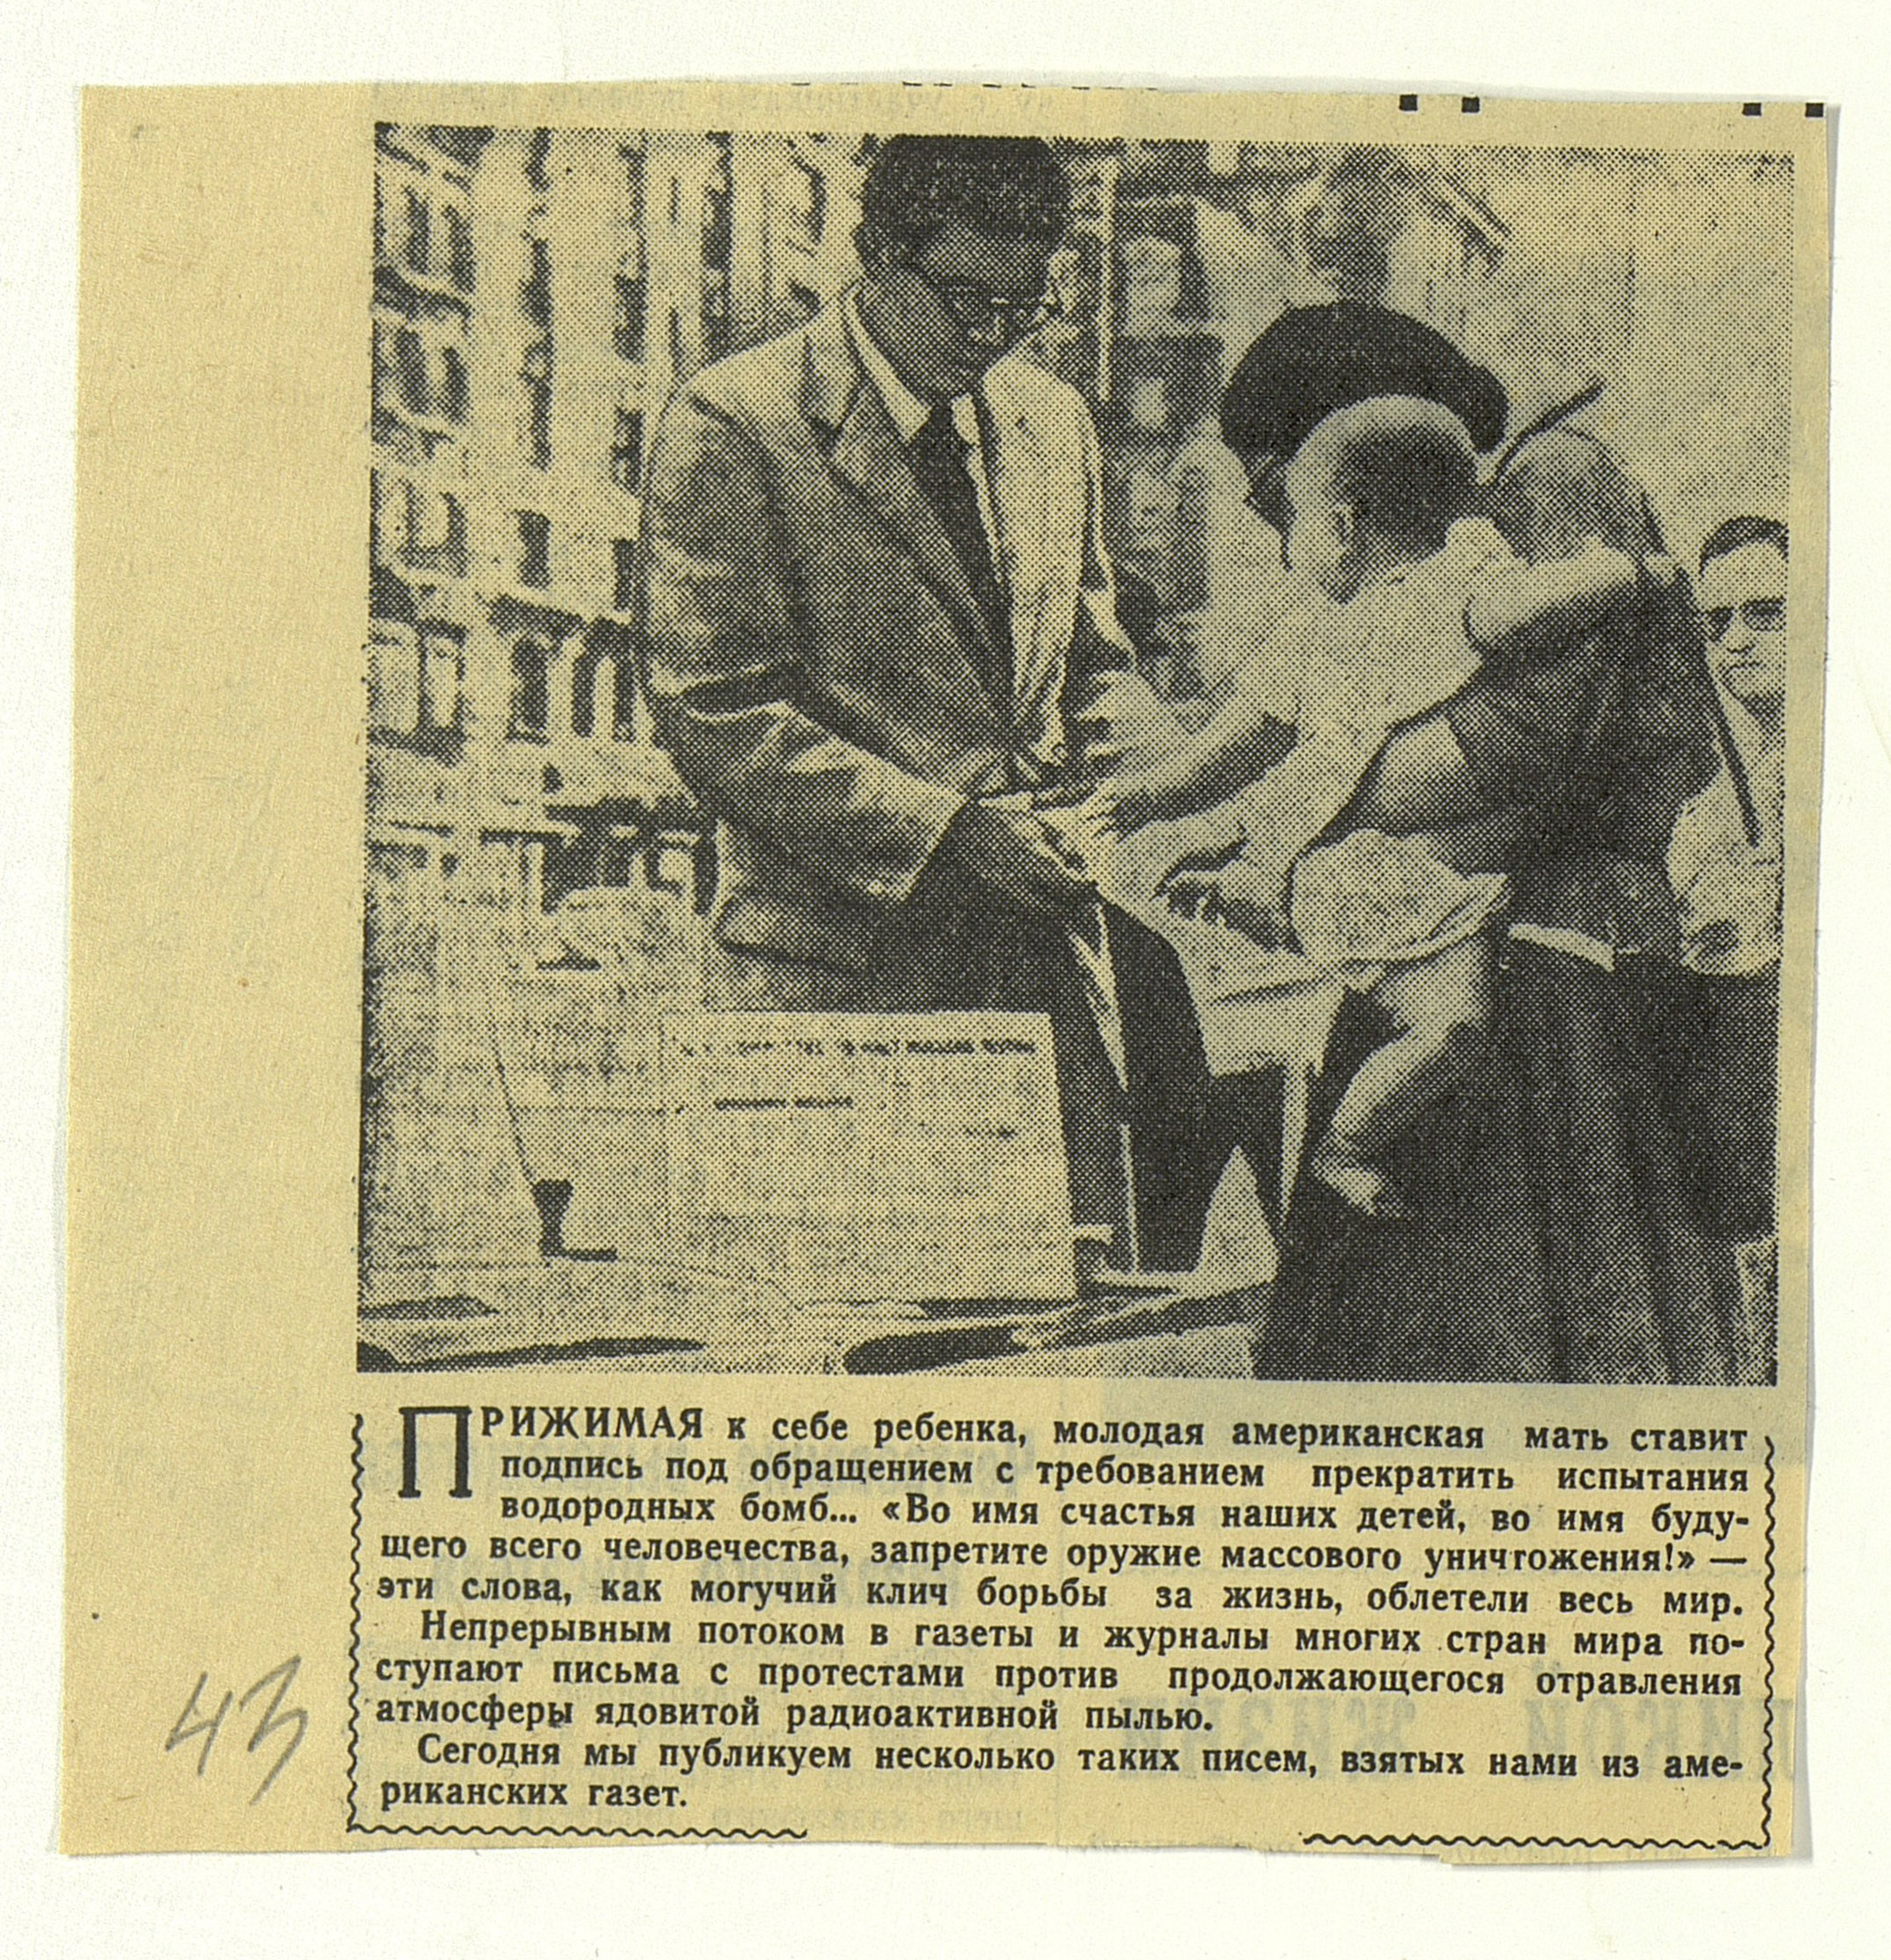 ПРИЖИМАЯ к себе ребенка, молодая американская мать ставит
подпись под обращением с требованием прекратить испытания
водородных бомб... «Во имя счастья наших детей, во имя буду-
щего всего человечества, запретите оружие массового уничтожения!» —
эти слова, как могучий клич борьбы за жизнь, облетели весь мир.
Непрерывным потоком в газеты и журналы многих стран мира по-
ступают письма с протестами против продолжающегося отравления
атмосферы ядовитой радиоактивной пылью.
Сегодня мы публикуем несколько таких писем, взятых нами из аме-
риканских газет.
43